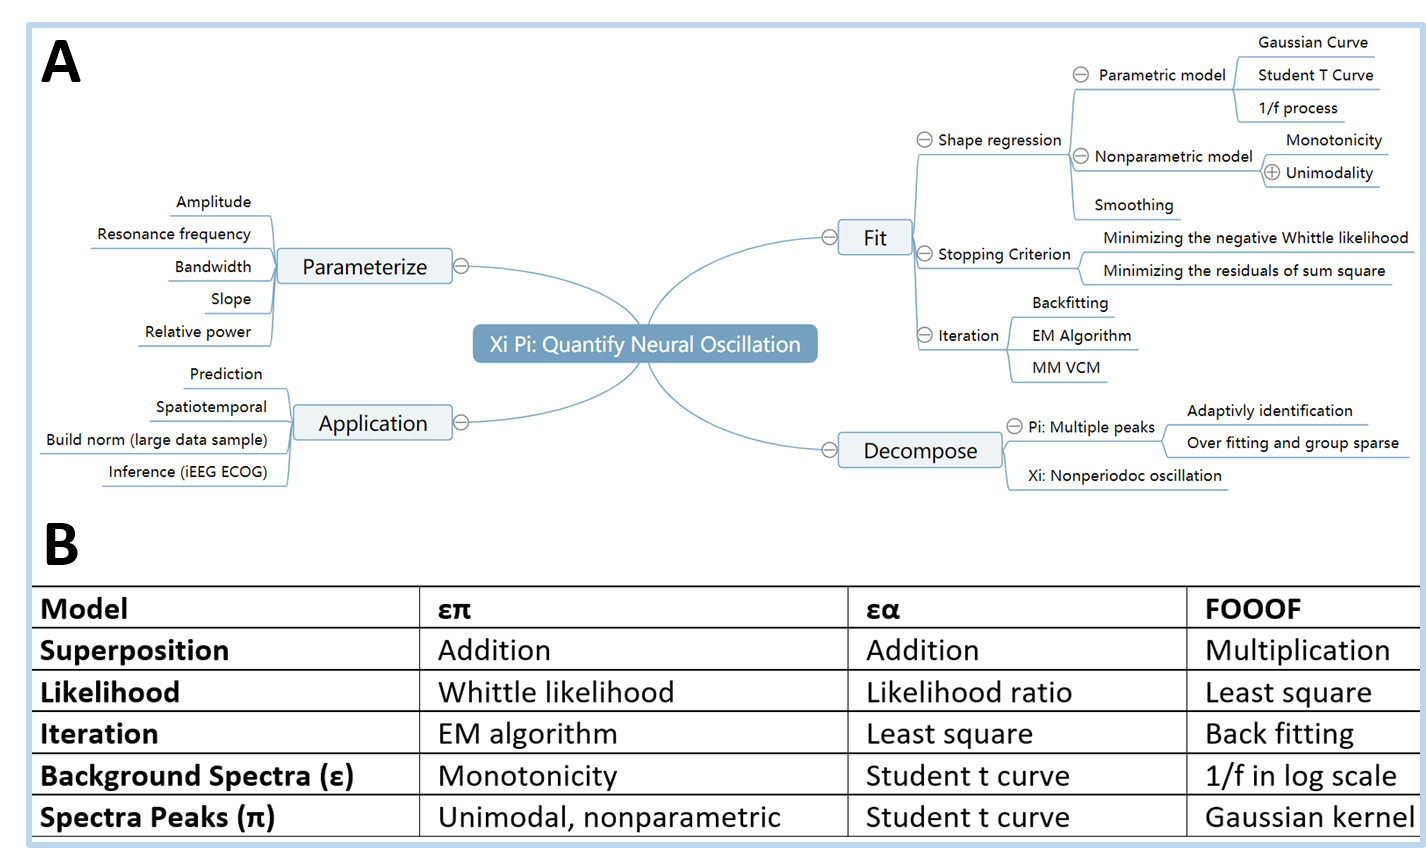 A
Xi Pi: Quantify Neural Oscillation
Parameterize
Amplitude
Resonance frequency
Bandwidth
Slope
Relative power
Application
Prediction
Spatiotemporal
Build norm (large data sample)
Inference (iEEG ECOG)
Fit
Shape regression
Parametric model
Gaussian Curve
Student T Curve
1/f process
Nonparametric model
Monotonicity
Unimodality
Smoothing
Stopping Criterion
Minimizing the negative Whittle likelihood
Minimizing the residuals of sum square
Iteration
Backfitting
EM Algorithm
MM VCM
Decompose
Pi: Multiple peaks
Adaptivly identification
Over fitting and group sparse
Xi: Nonperiodoc oscillation
B
Model επ εα FOOOF
Superposition Addition Addition Multiplication
Likelihood Whittle likelihood Likelihood ratio Least square
Iteration EM algorithm Least square Back fitting
Background Spectra (ε) Monotonicity Student t curve 1/f in log scale
Spectra Peaks (π) Unimodal, nonparametric Student t curve Gaussian kernel